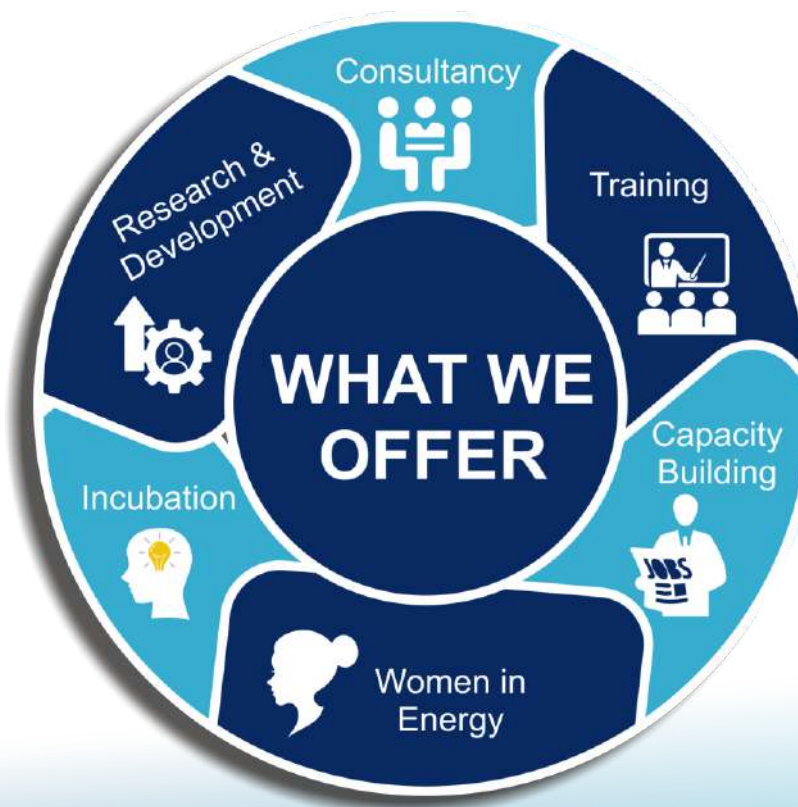 Consultancy
Training
Capacity
Building
JOBS
Women in
Energy
Incubation
Research &
Development
WHAT WE
OFFER